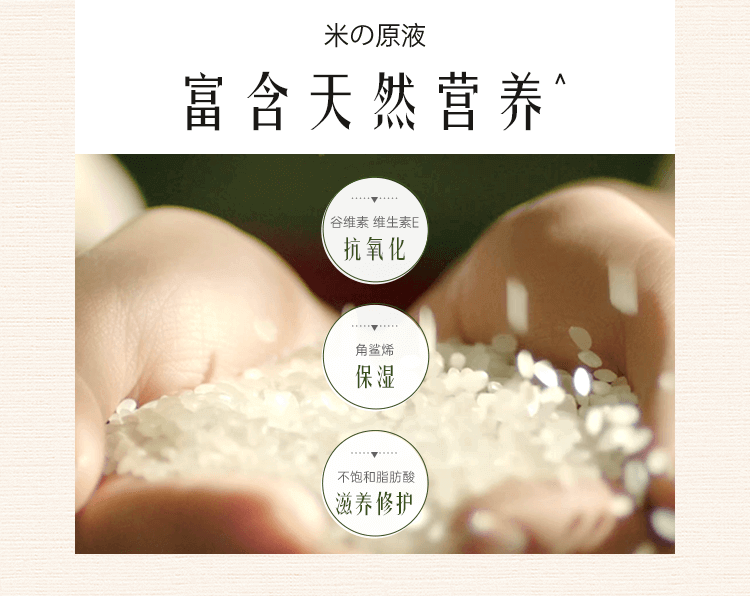 米の原液
富含天然营养^
谷维素 维生素E
抗氧化
角鲨烯
保湿
不饱和脂肪酸
滋养修护